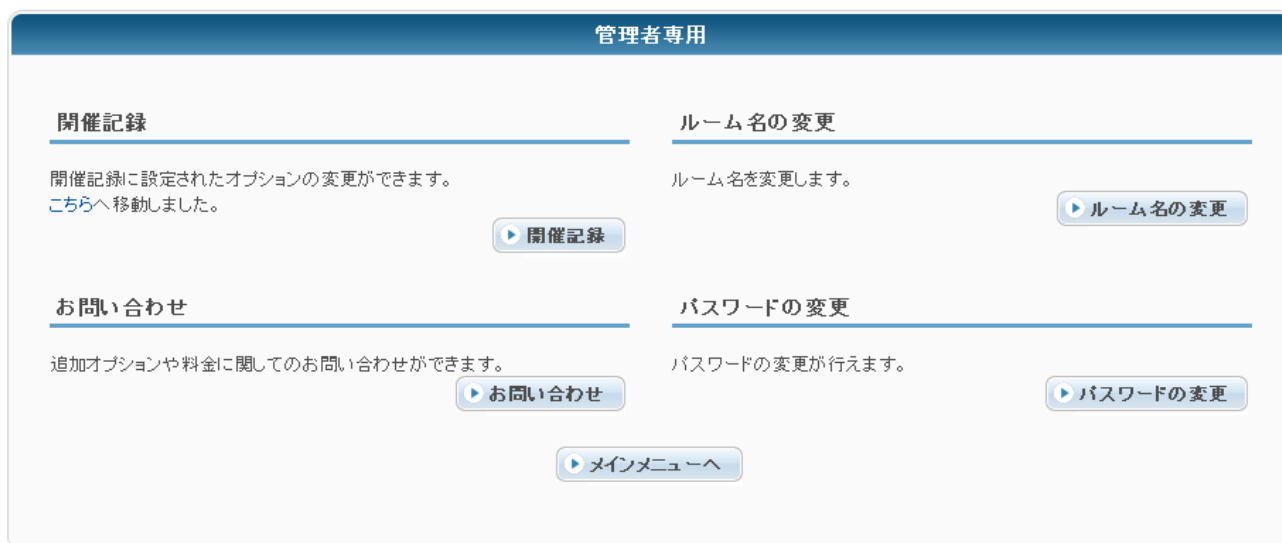 管理者専用
開催記録
開催記録に設定されたオプションの変更ができます。
こちらへ移動しました。
開催記録
ルーム名の変更
ルーム名を変更します。
ルーム名の変更
お問い合わせ
追加オプションや料金に関してのお問い合わせができます。
お問い合わせ
パスワードの変更
パスワードの変更が行えます。
パスワードの変更
メインメニューへ